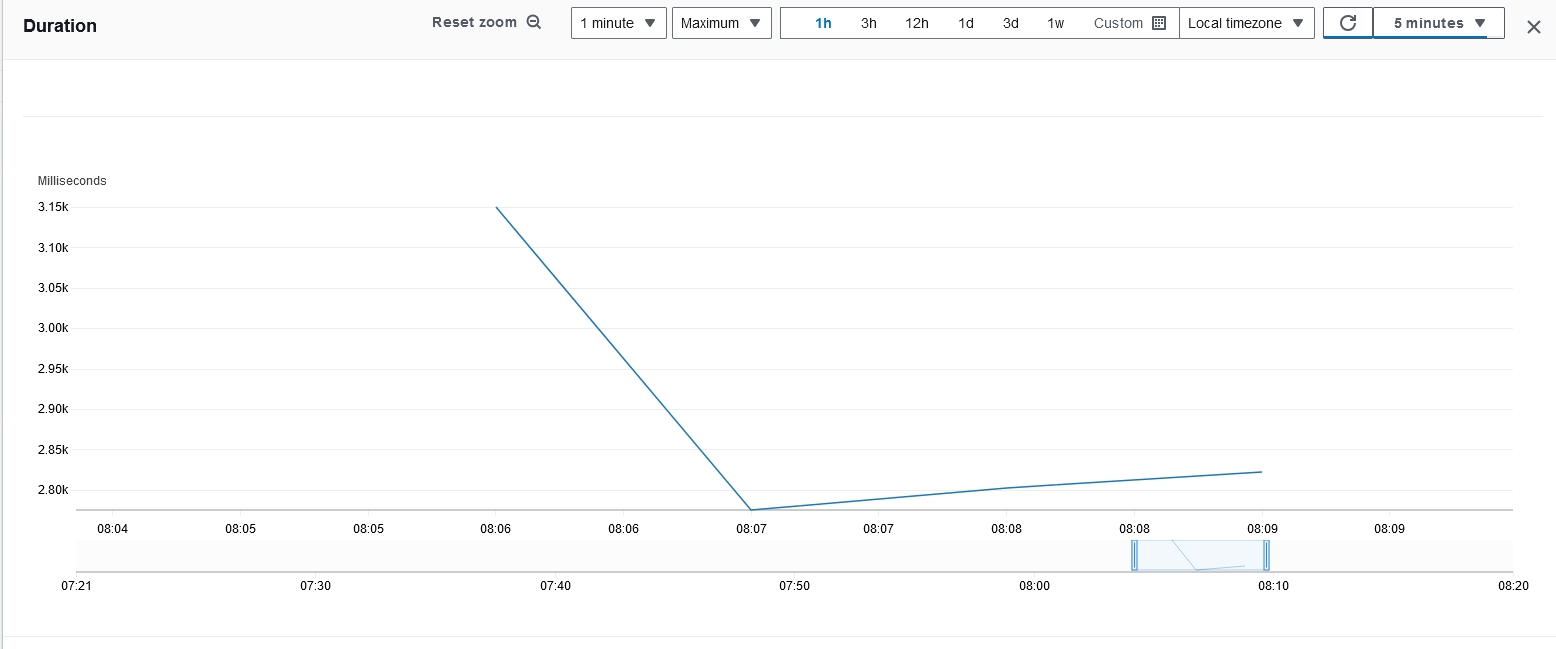 Duration
Reset zoom 1 minute Maximum 1h 3h 12h 1d 3d 1w Custom Local timezone 5 minutes
Milliseconds
3.15k
3.10k
3.05k
3.00k
2.95k
2.90k
2.85k
2.80k
08:04 08:05 08:05 08:06 08:06 08:07 08:07 08:08 08:08 08:09 08:09
07:21 07:30 07:40 07:50 08:00 08:10 08:20